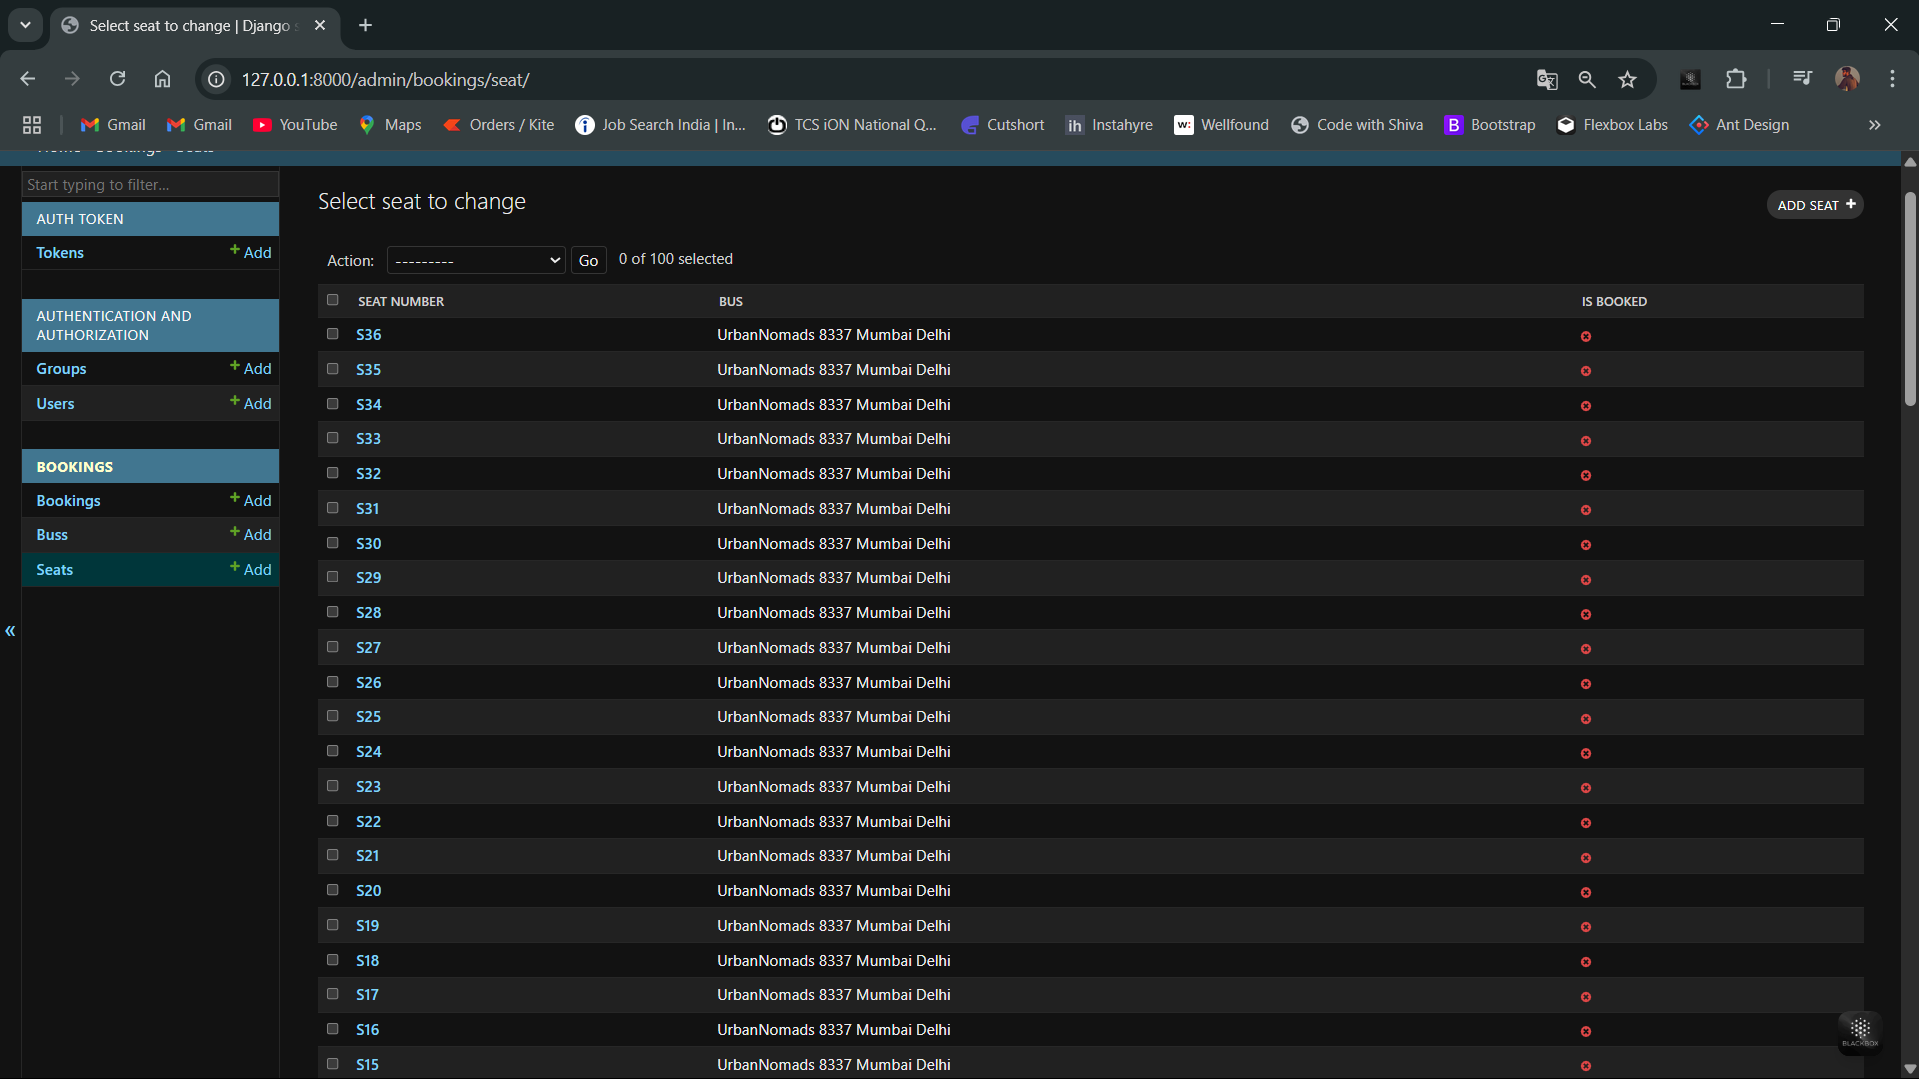 Select seat to change | Django s
127.0.0.1:8000/admin/bookings/seat/
Gmail
Gmail
YouTube
Maps
Orders / Kite
Job Search India | In...
TCS iON National Q...
Cutshort
ih Instahyre
w: Wellfound
Code with Shiva
B Bootstrap
Flexbox Labs
Ant Design
»
Home Bookings Seats
Start typing to filter...
AUTH TOKEN
Tokens + Add
AUTHENTICATION AND
AUTHORIZATION
Groups + Add
Users + Add
BOOKINGS
Bookings + Add
Buss + Add
Seats + Add
«
Select seat to change
ADD SEAT +
Action: --------- Go 0 of 100 selected
SEAT NUMBER BUS IS BOOKED
S36 UrbanNomads 8337 Mumbai Delhi
S35 UrbanNomads 8337 Mumbai Delhi
S34 UrbanNomads 8337 Mumbai Delhi
S33 UrbanNomads 8337 Mumbai Delhi
S32 UrbanNomads 8337 Mumbai Delhi
S31 UrbanNomads 8337 Mumbai Delhi
S30 UrbanNomads 8337 Mumbai Delhi
S29 UrbanNomads 8337 Mumbai Delhi
S28 UrbanNomads 8337 Mumbai Delhi
S27 UrbanNomads 8337 Mumbai Delhi
S26 UrbanNomads 8337 Mumbai Delhi
S25 UrbanNomads 8337 Mumbai Delhi
S24 UrbanNomads 8337 Mumbai Delhi
S23 UrbanNomads 8337 Mumbai Delhi
S22 UrbanNomads 8337 Mumbai Delhi
S21 UrbanNomads 8337 Mumbai Delhi
S20 UrbanNomads 8337 Mumbai Delhi
S19 UrbanNomads 8337 Mumbai Delhi
S18 UrbanNomads 8337 Mumbai Delhi
S17 UrbanNomads 8337 Mumbai Delhi
S16 UrbanNomads 8337 Mumbai Delhi
S15 UrbanNomads 8337 Mumbai Delhi
BLACKBOX